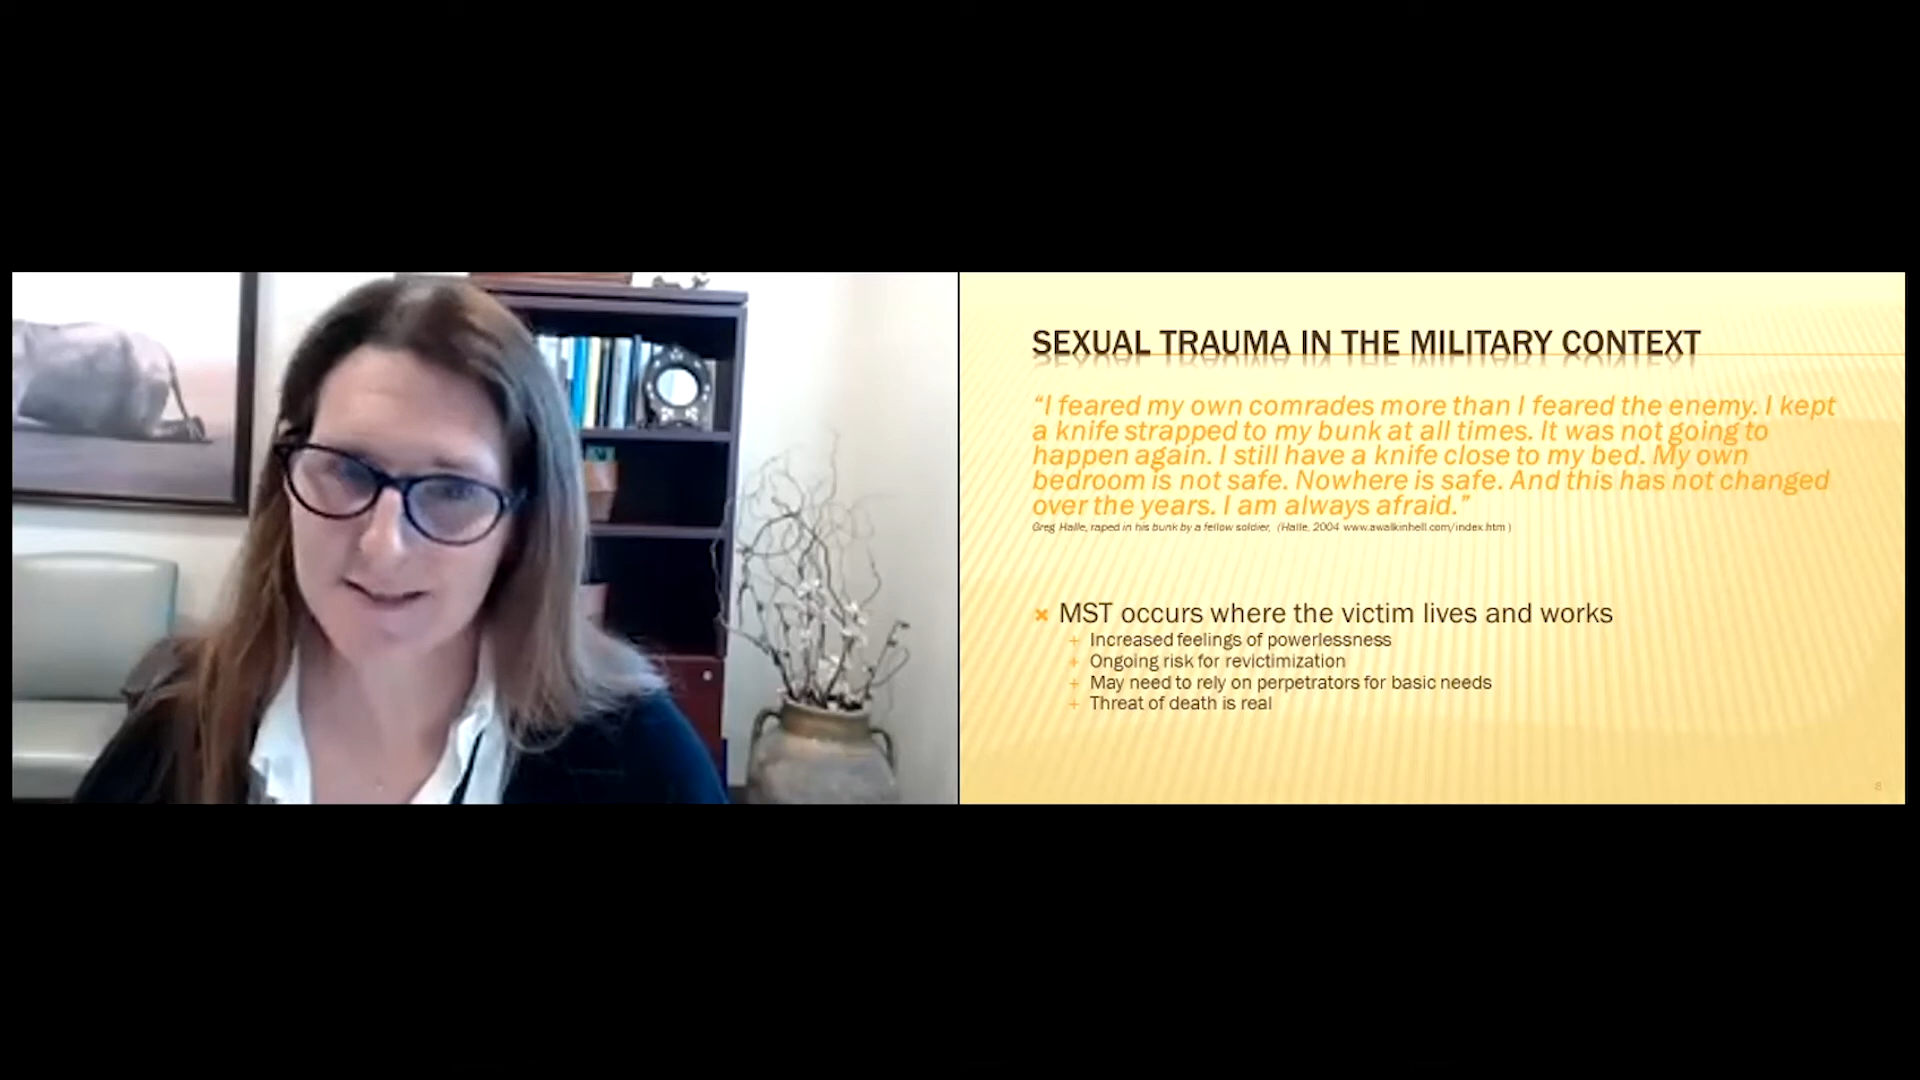 SEXUAL TRAUMA IN THE MILITARY CONTEXT
“I feared my own comrades more than I feared the enemy. I kept
a knife strapped to my bunk at all times. It was not going to
happen again. I still have a knife close to my bed. My own
bedroom is not safe. Nowhere is safe. And this has not changed
over the years. I am always afraid.”
Greg Halle, raped in his bunk by a fellow soldier, (Halle, 2004 www.awalkinhell.com/index.htm )
MST occurs where the victim lives and works
+ Increased feelings of powerlessness
+ Ongoing risk for revictimization
+ May need to rely on perpetrators for basic needs
+ Threat of death is real
8